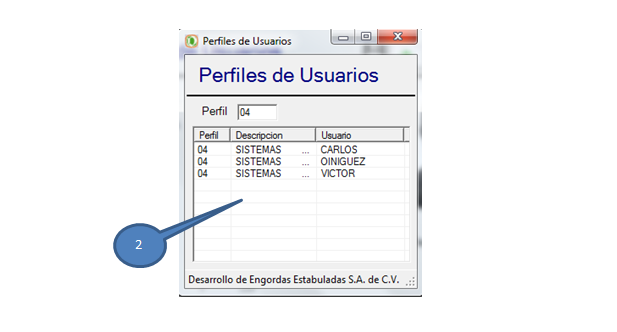 Perfiles de Usuarios
Perfiles de Usuarios
Perfil 04
Perfil Descripcion Usuario
04 SISTEMAS ... CARLOS
04 SISTEMAS ... OINIGUEZ
04 SISTEMAS ... VICTOR
2
Desarrollo de Engordas Estabuladas S.A. de C.V.